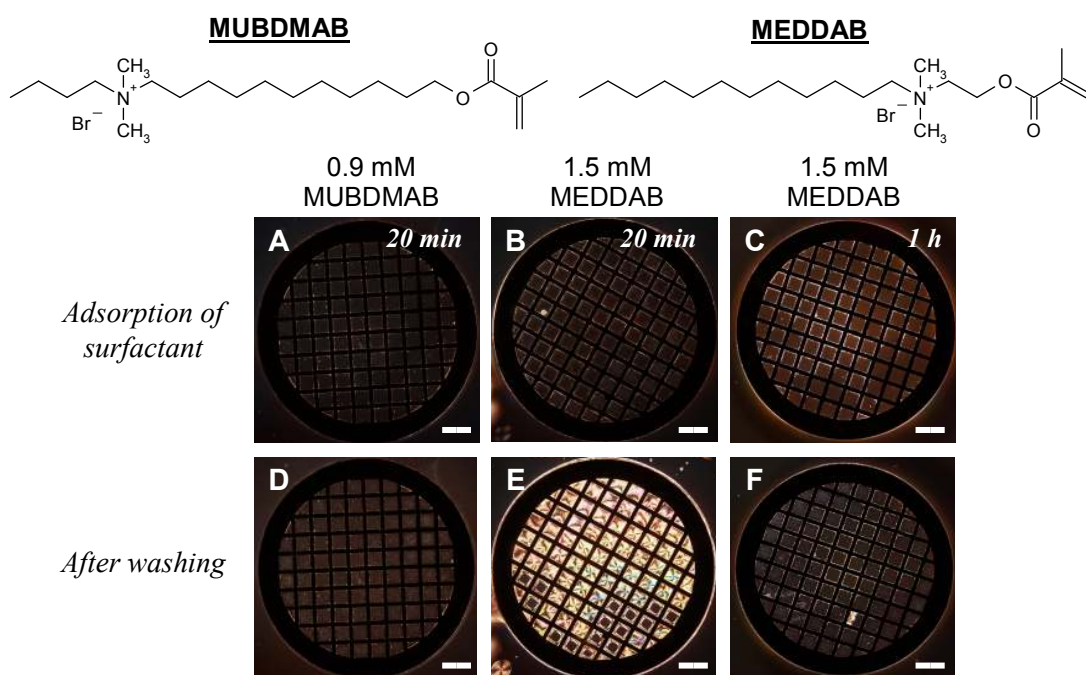 MUBDMAB
MEDDAB
CH3
N+
Br−
CH3
O
O
CH3
N+
Br−
CH3
O
O
0.9 mM
MUBDMAB
1.5 mM
MEDDAB
1.5 mM
MEDDAB
Adsorption of
surfactant
A 20 min
B 20 min
C 1 h
After washing
D
E
F